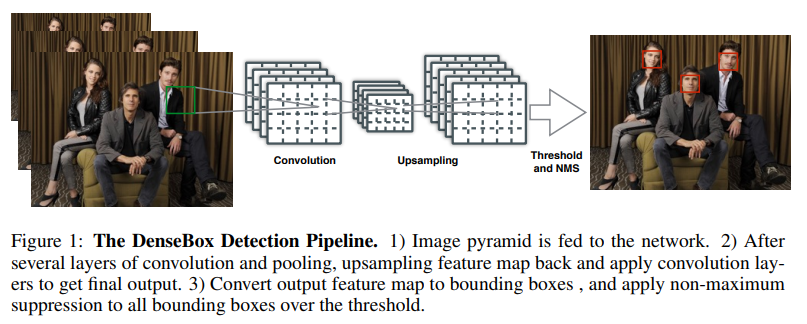 Convolution
Upsampling
Threshold
and NMS
Figure 1: The DenseBox Detection Pipeline. 1) Image pyramid is fed to the network. 2) After
several layers of convolution and pooling, upsampling feature map back and apply convolution lay-
ers to get final output. 3) Convert output feature map to bounding boxes , and apply non-maximum
suppression to all bounding boxes over the threshold.